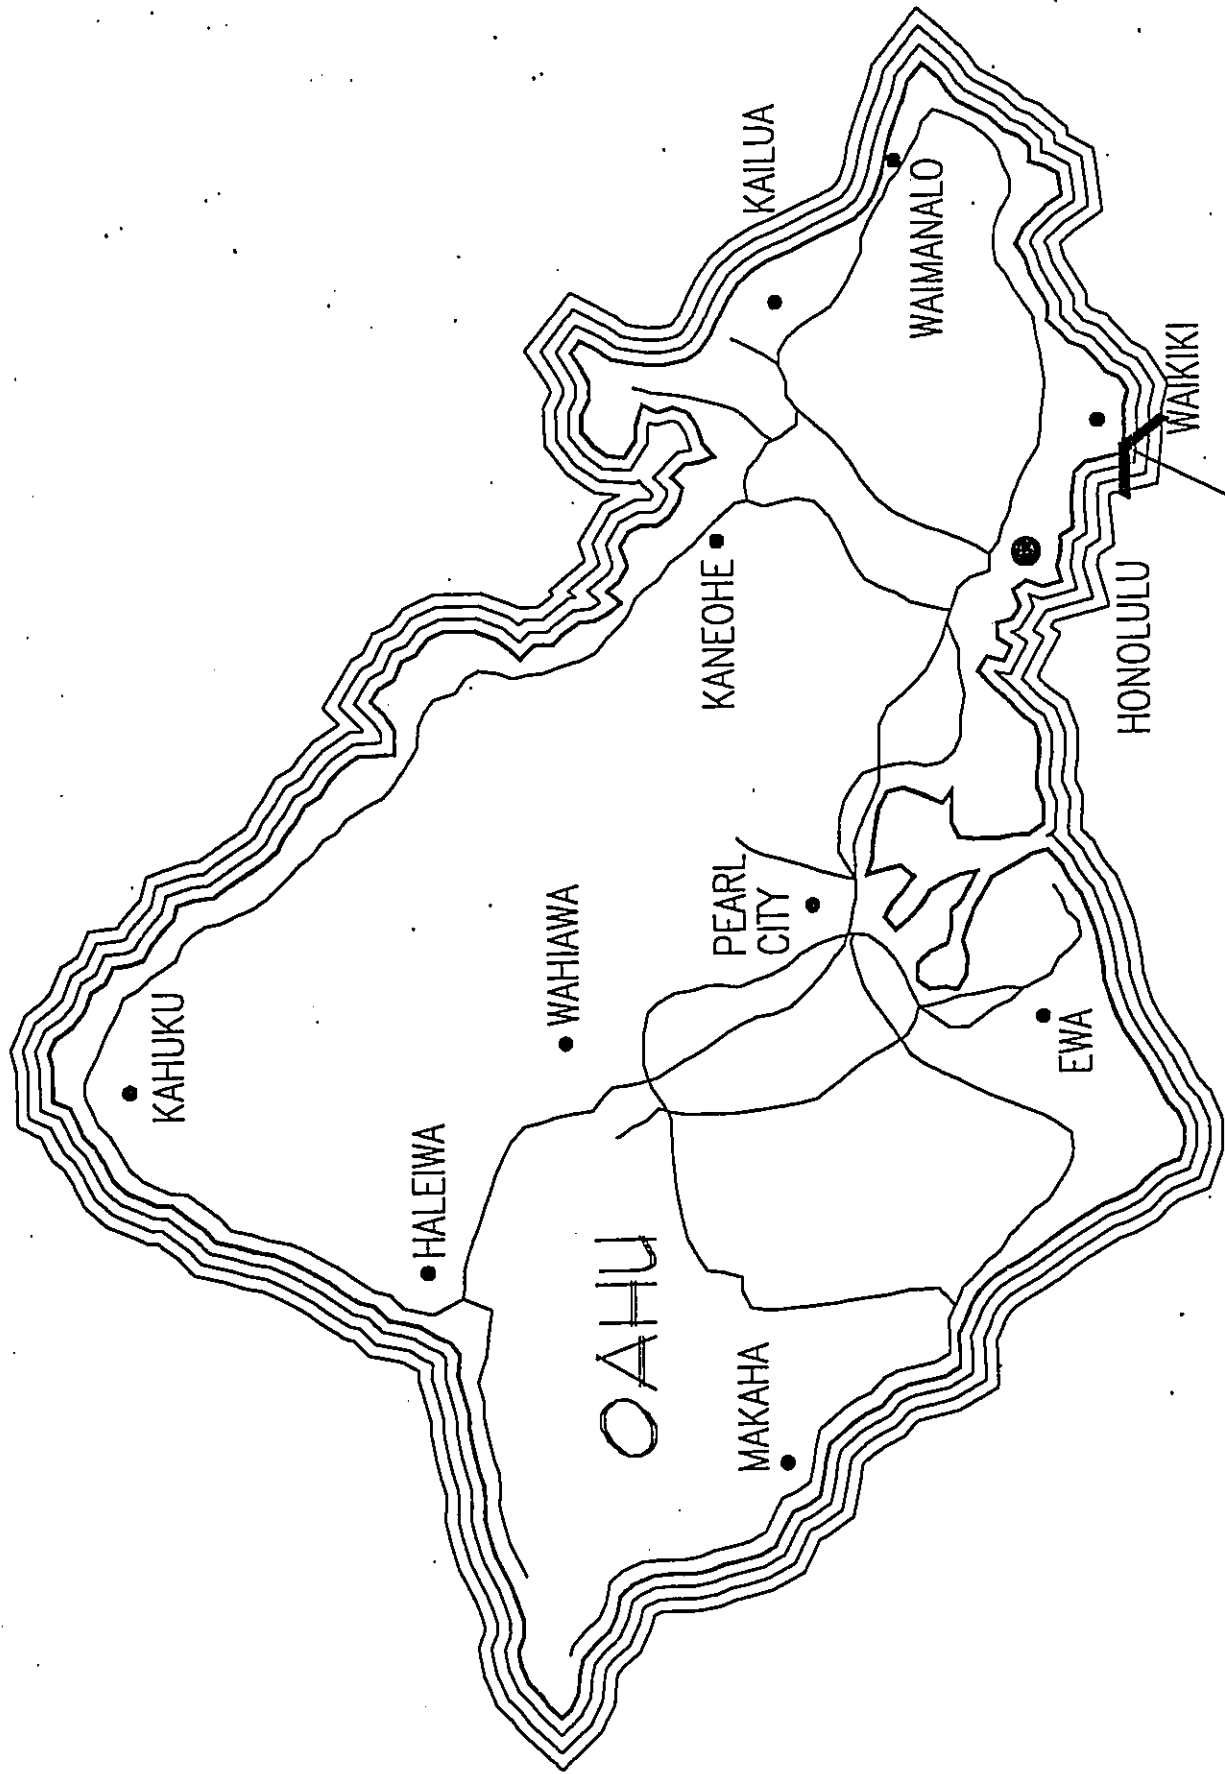 KAHUKU
HALEIWA
WAHIAWA
OAHU
MAKAHA
PEARL
CITY
EWA
KANEOHE
KAILUA
WAIMANALO
HONOLULU
WAIKIKI